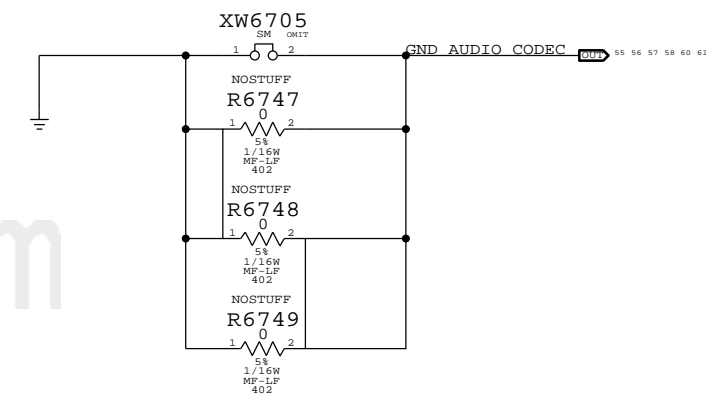 XW6705
SM OMIT
1 2
GND AUDIO CODEC OUT 55 56 57 58 60 61
NOSTUFF
R6747
0
1 2
5%
1/16W
MF-LF
402
NOSTUFF
R6748
0
1 2
5%
1/16W
MF-LF
402
NOSTUFF
R6749
0
1 2
5%
1/16W
MF-LF
402
m